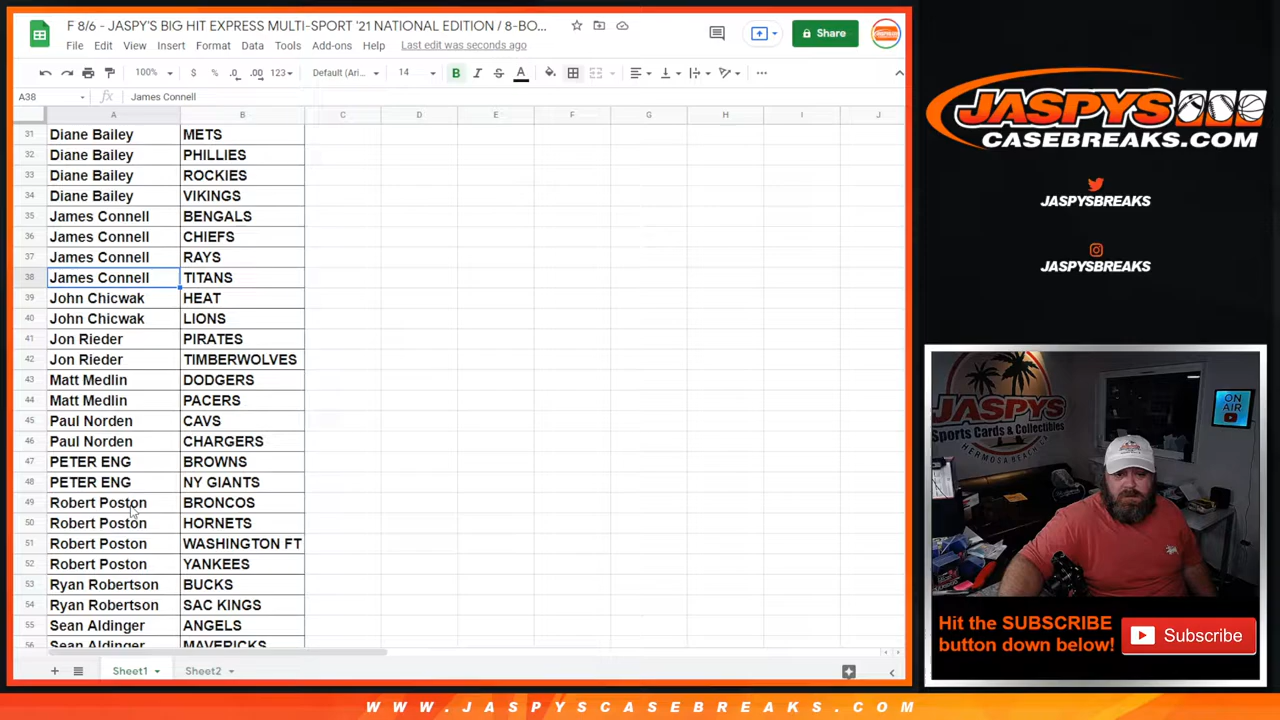 F 8/6 - JASPY'S BIG HIT EXPRESS MULTI-SPORT '21 NATIONAL EDITION / 8-BO...
File Edit View Insert Format Data Tools Add-ons Help Last edit was seconds ago
Share
100% $ % .0 .00 123 Default (Ari... 14 B I S A
A38 fx James Connell
A B C D E F G H I J
31 Diane Bailey METS
32 Diane Bailey PHILLIES
33 Diane Bailey ROCKIES
34 Diane Bailey VIKINGS
35 James Connell BENGALS
36 James Connell CHIEFS
37 James Connell RAYS
38 James Connell TITANS
39 John Chicwak HEAT
40 John Chicwak LIONS
41 Jon Rieder PIRATES
42 Jon Rieder TIMBERWOLVES
43 Matt Medlin DODGERS
44 Matt Medlin PACERS
45 Paul Norden CAVS
46 Paul Norden CHARGERS
47 PETER ENG BROWNS
48 PETER ENG NY GIANTS
49 Robert Poston BRONCOS
50 Robert Poston HORNETS
51 Robert Poston WASHINGTON FT
52 Robert Poston YANKEES
53 Ryan Robertson BUCKS
54 Ryan Robertson SAC KINGS
55 Sean Aldinger ANGELS
56 Sean Aldinger MAVERICKS
Sheet1 Sheet2
JASPYS
CASEBREAKS.COM
JASPYSBREAKS
JASPYSBREAKS
JASPYS
Sports Cards & Collectibles
HERMOSA BEACH, CA
ON AIR
Hit the SUBSCRIBE
button down below!
Subscribe
WWW.JASPYSCASEBREAKS.COM